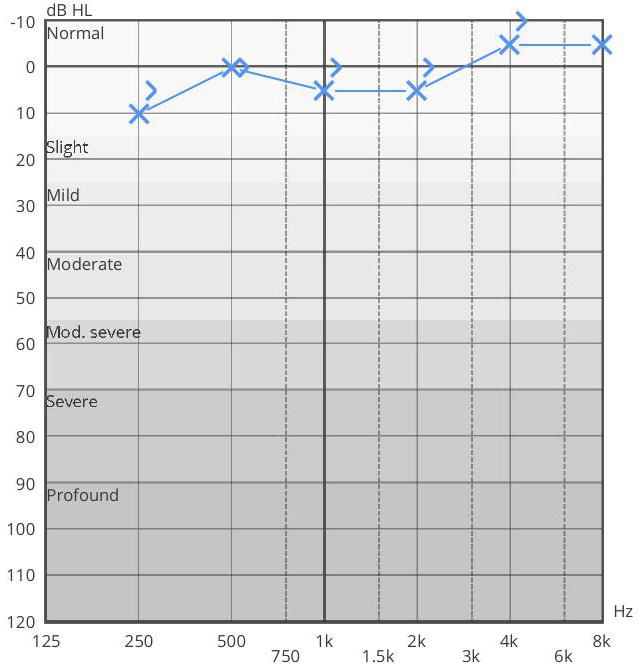 dB HL
-10
Normal
0
10
Slight
20
Mild
30
40
Moderate
50
Mod. severe
60
70
Severe
80
90
Profound
100
110
120
Hz
125 250 500 1k 2k 4k 8k
750 1.5k 3k 6k